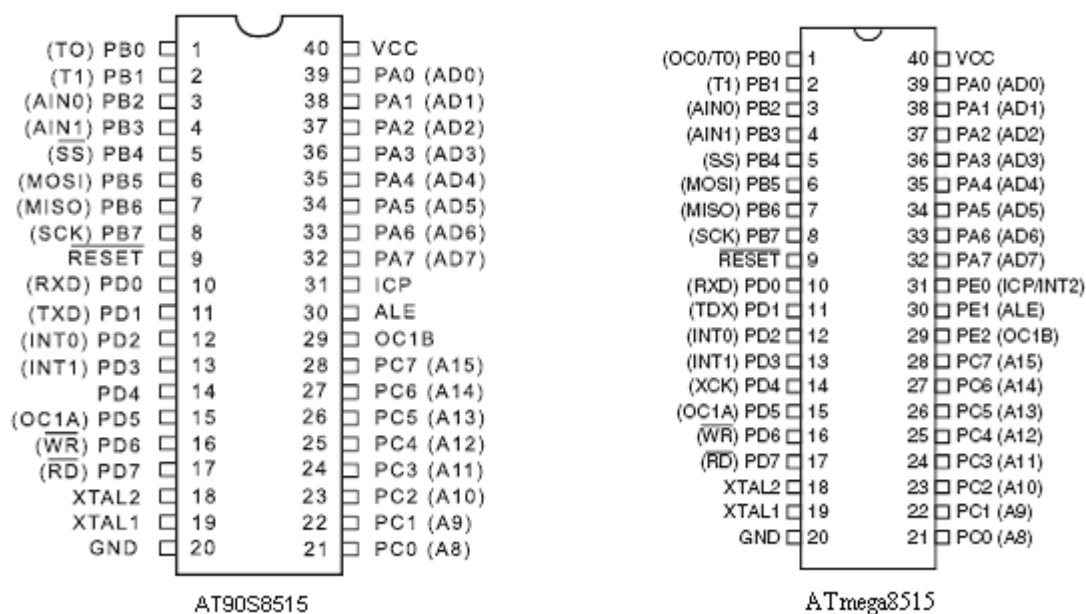 (TO) PB0 1 40 VCC
(T1) PB1 2 39 PA0 (AD0)
(AIN0) PB2 3 38 PA1 (AD1)
(AIN1) PB3 4 37 PA2 (AD2)
(SS) PB4 5 36 PA3 (AD3)
(MOSI) PB5 6 35 PA4 (AD4)
(MISO) PB6 7 34 PA5 (AD5)
(SCK) PB7 8 33 PA6 (AD6)
RESET 9 32 PA7 (AD7)
(RXD) PD0 10 31 ICP
(TXD) PD1 11 30 ALE
(INT0) PD2 12 29 OC1B
(INT1) PD3 13 28 PC7 (A15)
PD4 14 27 PC6 (A14)
(OC1A) PD5 15 26 PC5 (A13)
(WR) PD6 16 25 PC4 (A12)
(RD) PD7 17 24 PC3 (A11)
XTAL2 18 23 PC2 (A10)
XTAL1 19 22 PC1 (A9)
GND 20 21 PC0 (A8)
AT90S8515
(OC0/T0) PB0 1 40 VCC
(T1) PB1 2 39 PA0 (AD0)
(AIN0) PB2 3 38 PA1 (AD1)
(AIN1) PB3 4 37 PA2 (AD2)
(SS) PB4 5 36 PA3 (AD3)
(MOSI) PB5 6 35 PA4 (AD4)
(MISO) PB6 7 34 PA5 (AD5)
(SCK) PB7 8 33 PA6 (AD6)
RESET 9 32 PA7 (AD7)
(RXD) PD0 10 31 PE0 (ICP/INT2)
(TDX) PD1 11 30 PE1 (ALE)
(INT0) PD2 12 29 PE2 (OC1B)
(INT1) PD3 13 28 PC7 (A15)
(XCK) PD4 14 27 PC6 (A14)
(OC1A) PD5 15 26 PC5 (A13)
(WR) PD6 16 25 PC4 (A12)
(RD) PD7 17 24 PC3 (A11)
XTAL2 18 23 PC2 (A10)
XTAL1 19 22 PC1 (A9)
GND 20 21 PC0 (A8)
ATmega8515